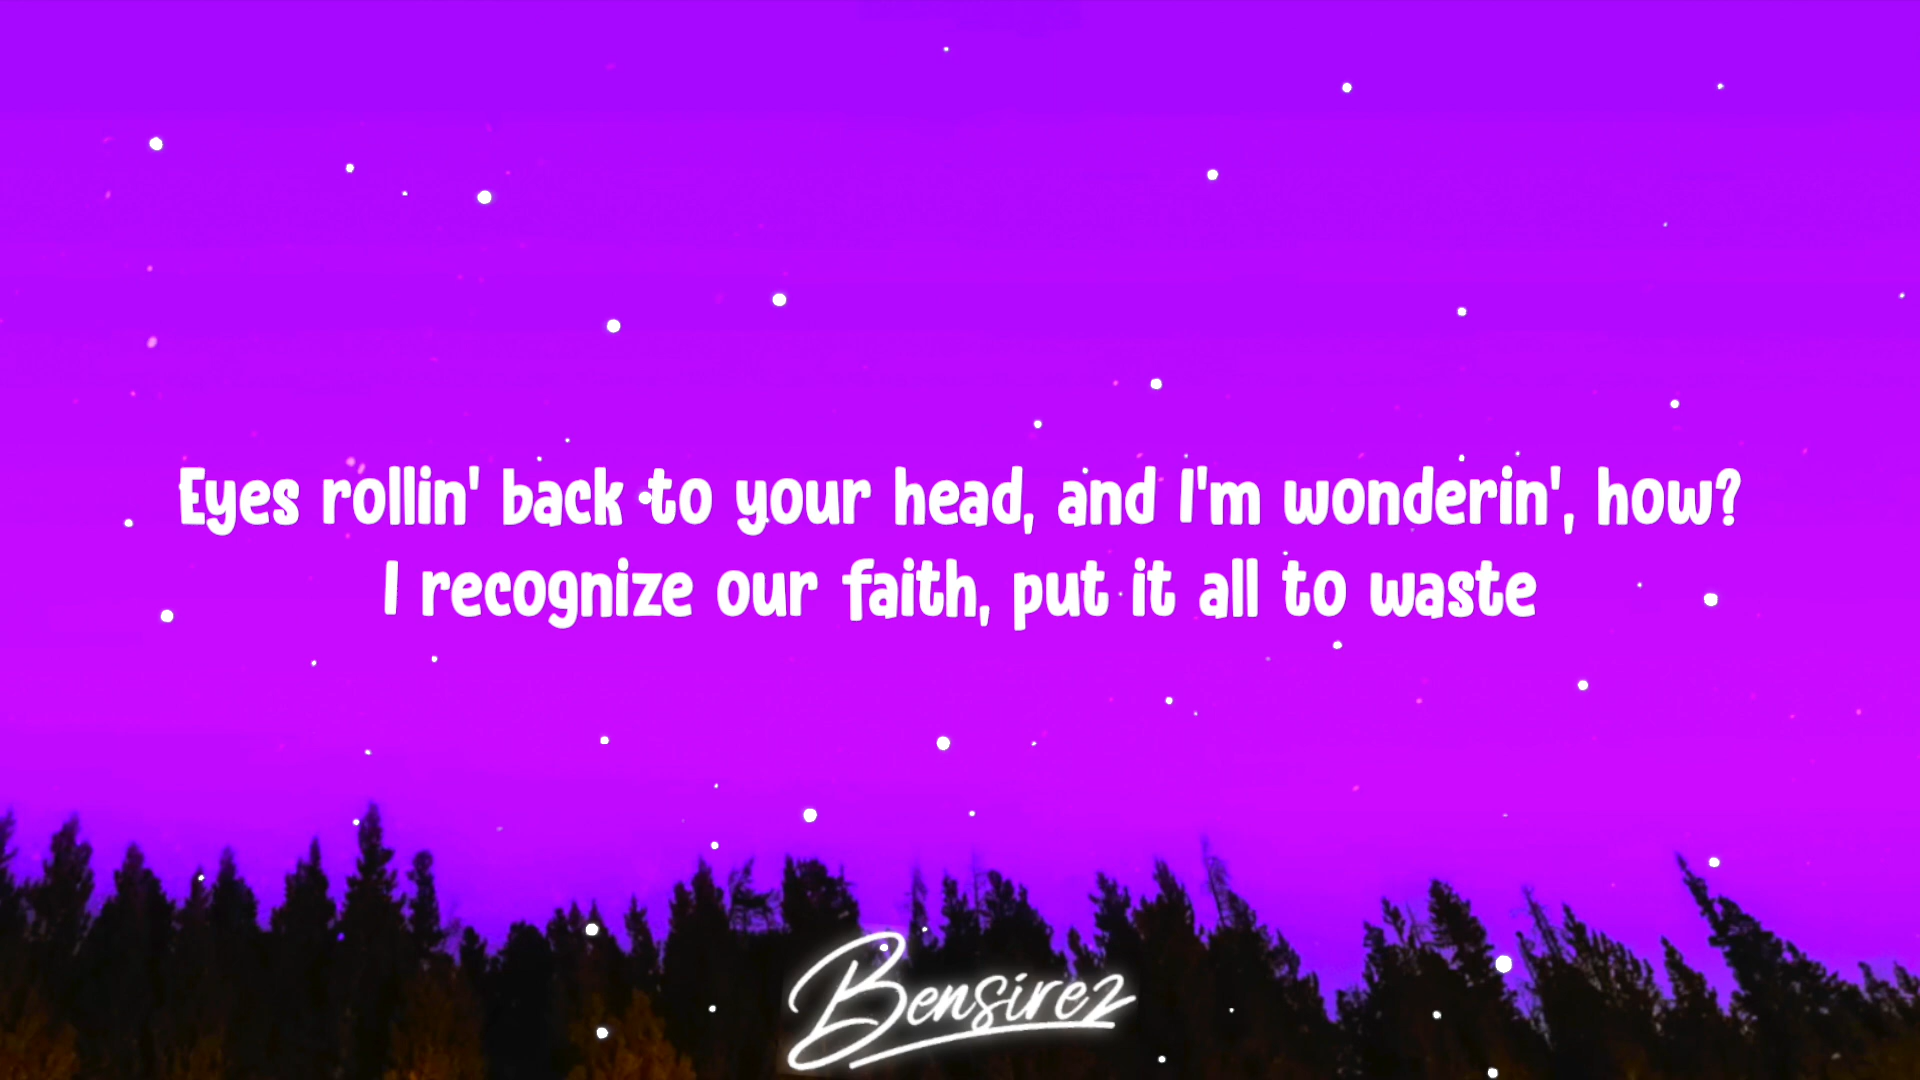 Eyes rollin' back to your head, and I'm wonderin', how?
I recognize our faith, put it all to waste
Bensirez